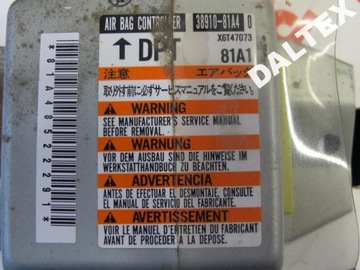 AIR BAG CONTROLLER 38910-81A4 0
↑ DPT X6T47073
81A1
注意 エアバッグ
取り外す前に必ずサービスマニュアルをご覧ください
WARNING
SEE MANUFACTURER'S SERVICE MANUAL
BEFORE REMOVAL.
WARNUNG
VOR DEM AUSBAU SIND DIE HINWEISE IM
WERKSTATTHANDBUCH ZU BEACHTEN.
ADVERTENCIA
ANTES DE EFECTUAR EL DESMONTAJE, CONSULTE
EL MANUAL DE SERVICIO DEL FABRICANTE.
AVERTISSEMENT
VOIR LE MANUEL D'ENTRETIEN DU FABRICANT
AVANT DE PROCEDER A LA DEPOSE.
*81A4852291*
DALTEX